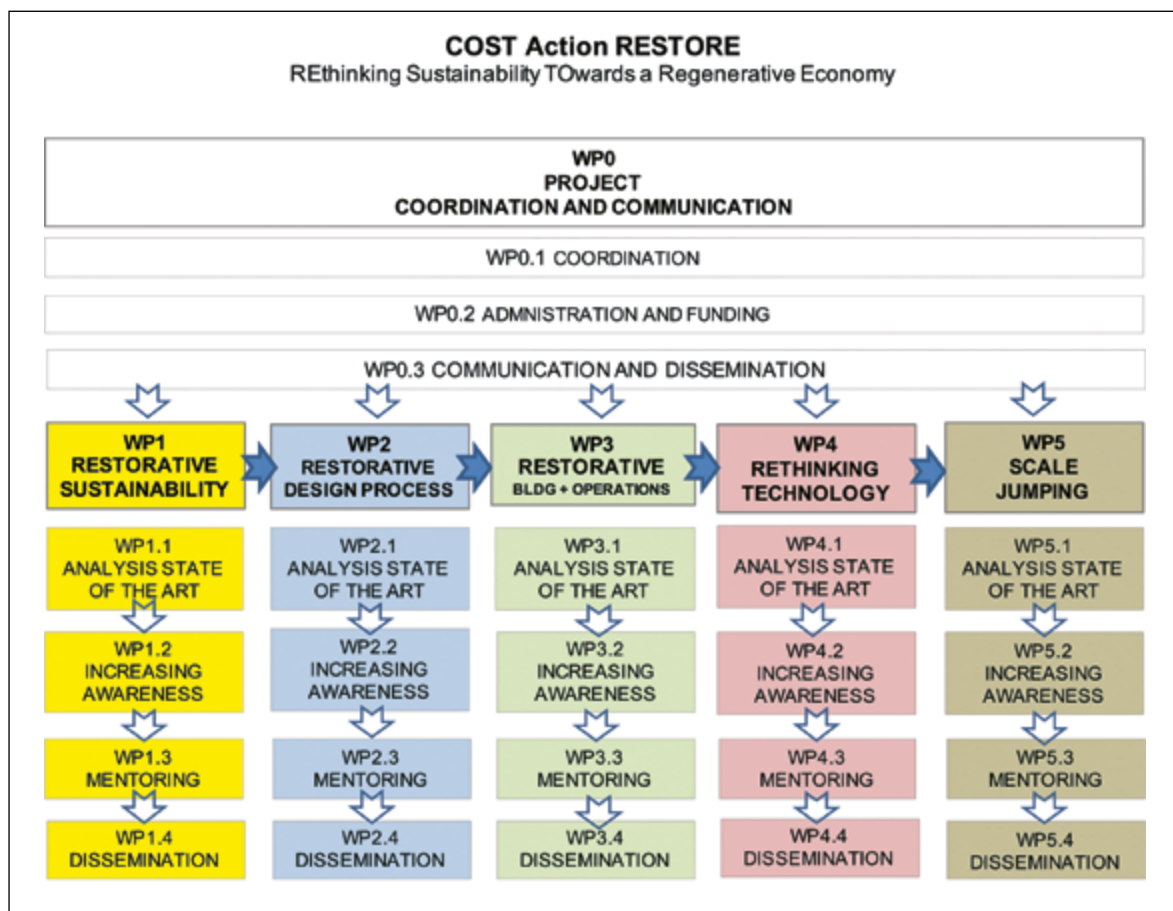 COST Action RESTORE
REthinking Sustainability TOwards a Regenerative Economy
WP0
PROJECT
COORDINATION AND COMMUNICATION
WP0.1 COORDINATION
WP0.2 ADMNISTRATION AND FUNDING
WP0.3 COMMUNICATION AND DISSEMINATION
WP1
RESTORATIVE
SUSTAINABILITY
WP2
RESTORATIVE
DESIGN PROCESS
WP3
RESTORATIVE
BLDG + OPERATIONS
WP4
RETHINKING
TECHNOLOGY
WP5
SCALE
JUMPING
WP1.1
ANALYSIS STATE
OF THE ART
WP2.1
ANALYSIS STATE
OF THE ART
WP3.1
ANALYSIS STATE
OF THE ART
WP4.1
ANALYSIS STATE
OF THE ART
WP5.1
ANALYSIS STATE
OF THE ART
WP1.2
INCREASING
AWARENESS
WP2.2
INCREASING
AWARENESS
WP3.2
INCREASING
AWARENESS
WP4.2
INCREASING
AWARENESS
WP5.2
INCREASING
AWARENESS
WP1.3
MENTORING
WP2.3
MENTORING
WP3.3
MENTORING
WP4.3
MENTORING
WP5.3
MENTORING
WP1.4
DISSEMINATION
WP2.4
DISSEMINATION
WP3.4
DISSEMINATION
WP4.4
DISSEMINATION
WP5.4
DISSEMINATION